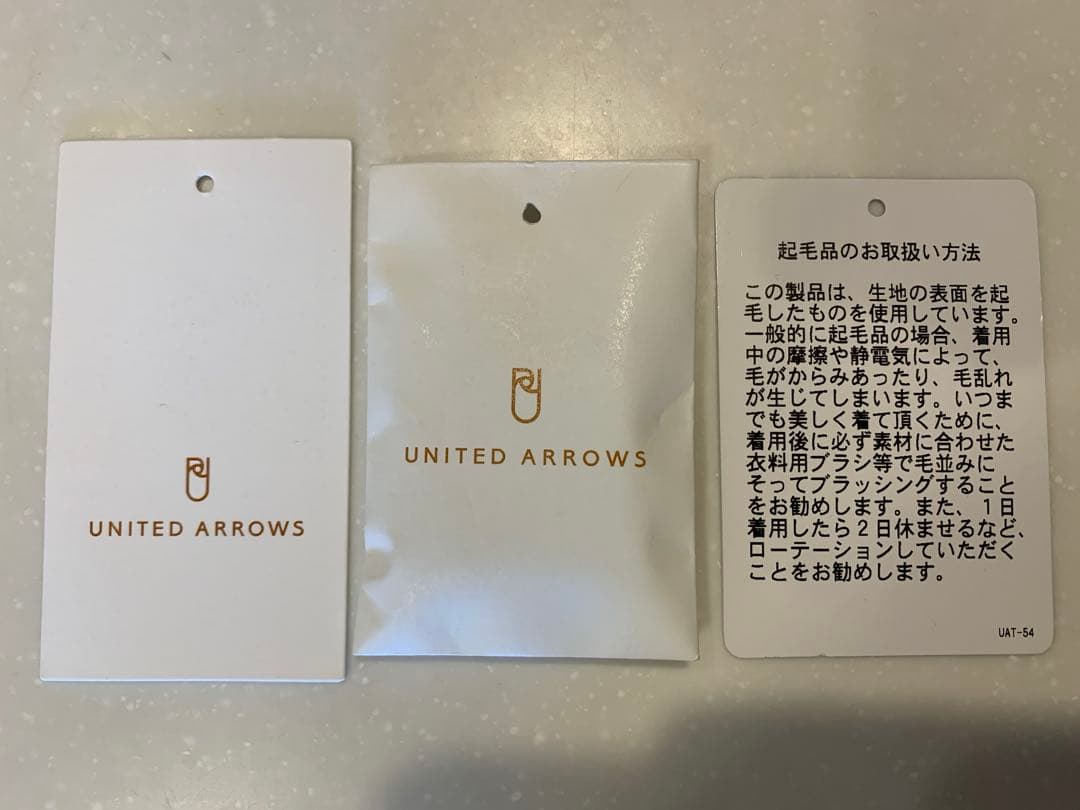 UNITED ARROWS
UNITED ARROWS
起毛品のお取扱い方法
この製品は、生地の表面を起
毛したものを使用しています。
一般的に起毛品の場合、着用
中の摩擦や静電気によって、
毛がからみあったり、毛乱れ
が生じてしまいます。いつま
でも美しく着て頂くために、
着用後に必ず素材に合わせた
衣料用ブラシ等で毛並みに
そってブラッシングすること
をお勧めします。また、１日
着用したら２日休ませるなど、
ローテーションしていただく
ことをお勧めします。
UAT-54